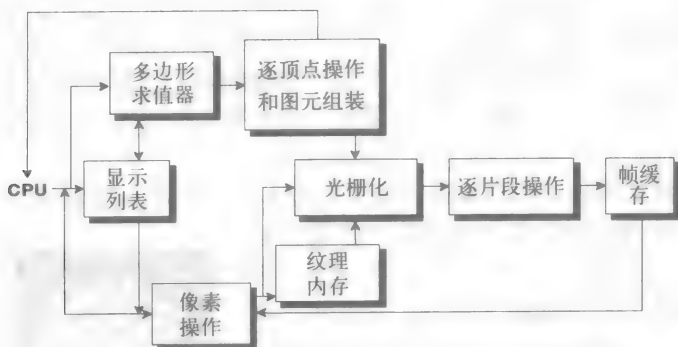 多边形
求值器
逐顶点操作
和图元组装
CPU
显示
列表
光栅化
逐片段操作
帧缓
存
纹理
内存
像素
操作